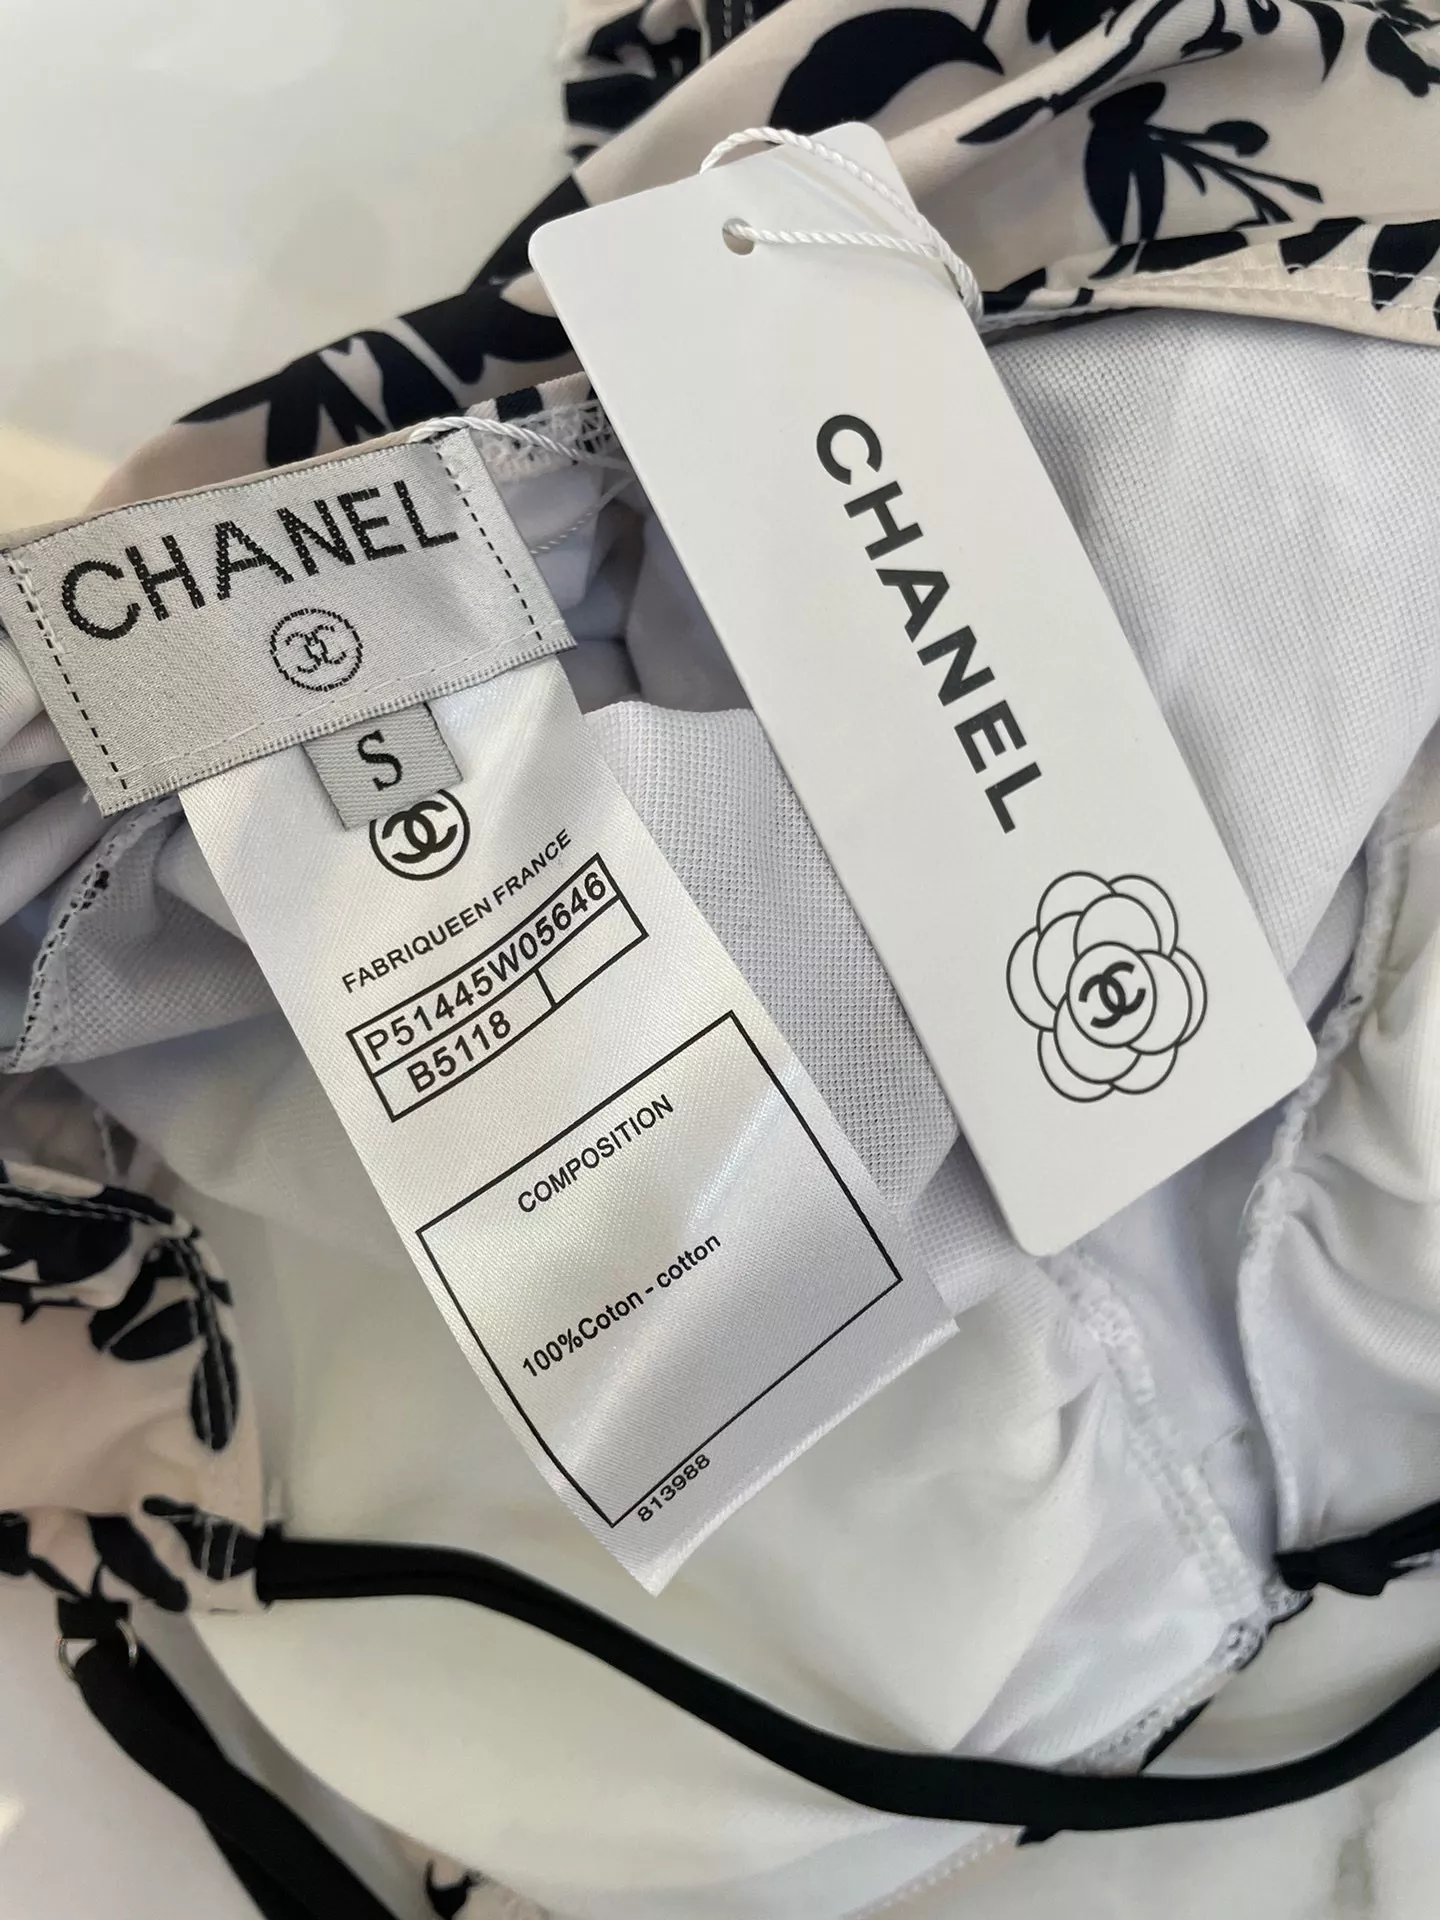 CHANEL
S
FABRIQUEEN FRANCE
P51445W05646
B5118
COMPOSITION
100%Coton - cotton
813988
CHANEL